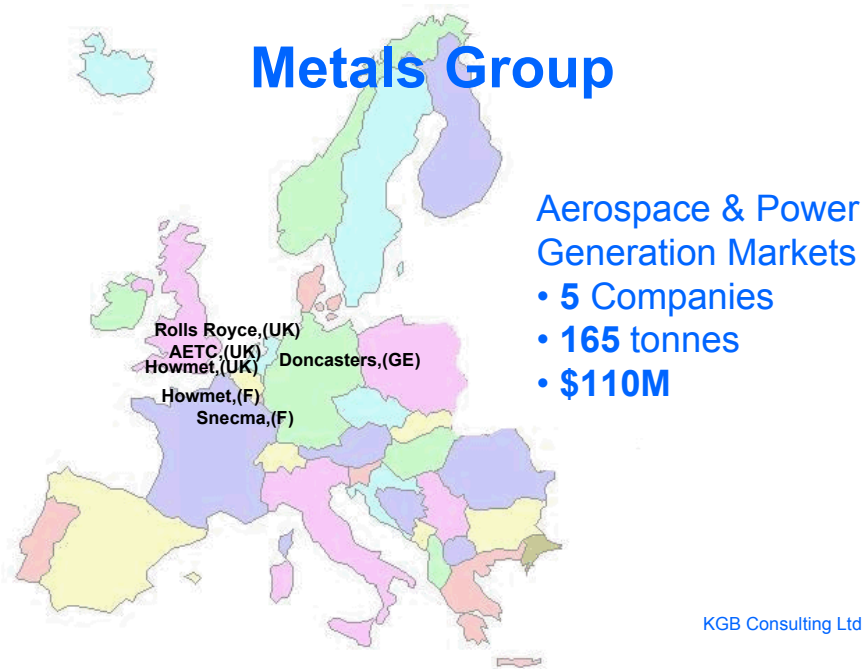 Metals Group
Aerospace & Power
Generation Markets
• 5 Companies
• 165 tonnes
• $110M
Rolls Royce,(UK)
AETC,(UK)
Howmet,(UK)
Doncasters,(GE)
Howmet,(F)
Snecma,(F)
KGB Consulting Ltd